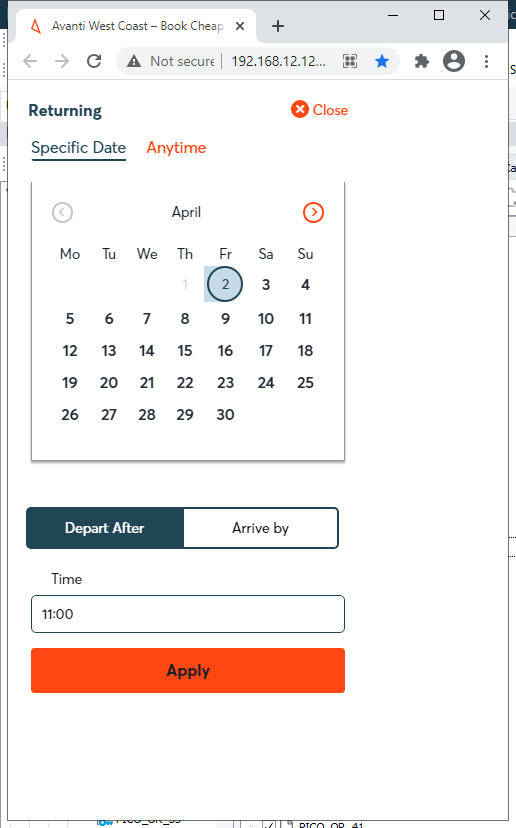 Avanti West Coast – Book Cheap
Not secure 192.168.12.12...
Returning
Close
Specific Date Anytime
April
Mo Tu We Th Fr Sa Su
1 2 3 4
5 6 7 8 9 10 11
12 13 14 15 16 17 18
19 20 21 22 23 24 25
26 27 28 29 30
Depart After Arrive by
Time
11:00
Apply
PICO_OR_41